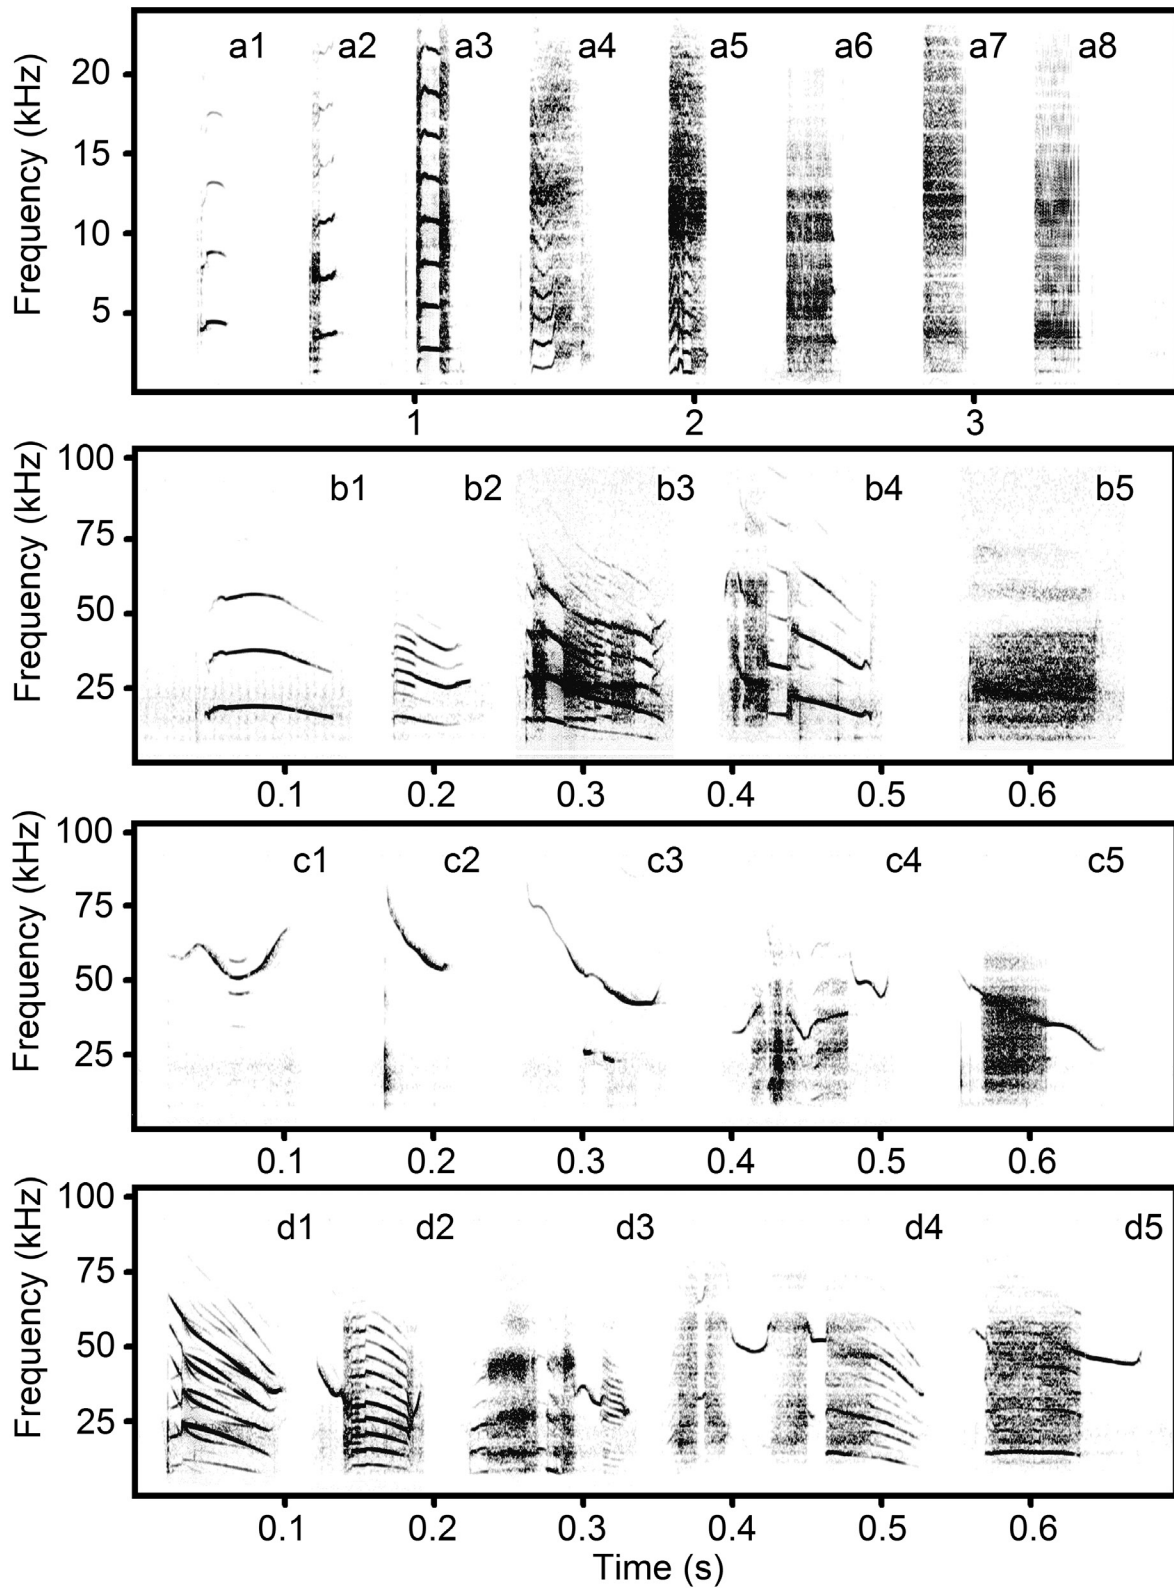 a1 a2 a3 a4 a5 a6 a7 a8
Frequency (kHz)
20
15
10
5
1 2 3
b1 b2 b3 b4 b5
Frequency (kHz)
100
75
50
25
0.1 0.2 0.3 0.4 0.5 0.6
c1 c2 c3 c4 c5
Frequency (kHz)
100
75
50
25
0.1 0.2 0.3 0.4 0.5 0.6
d1 d2 d3 d4 d5
Frequency (kHz)
100
75
50
25
0.1 0.2 0.3 0.4 0.5 0.6
Time (s)